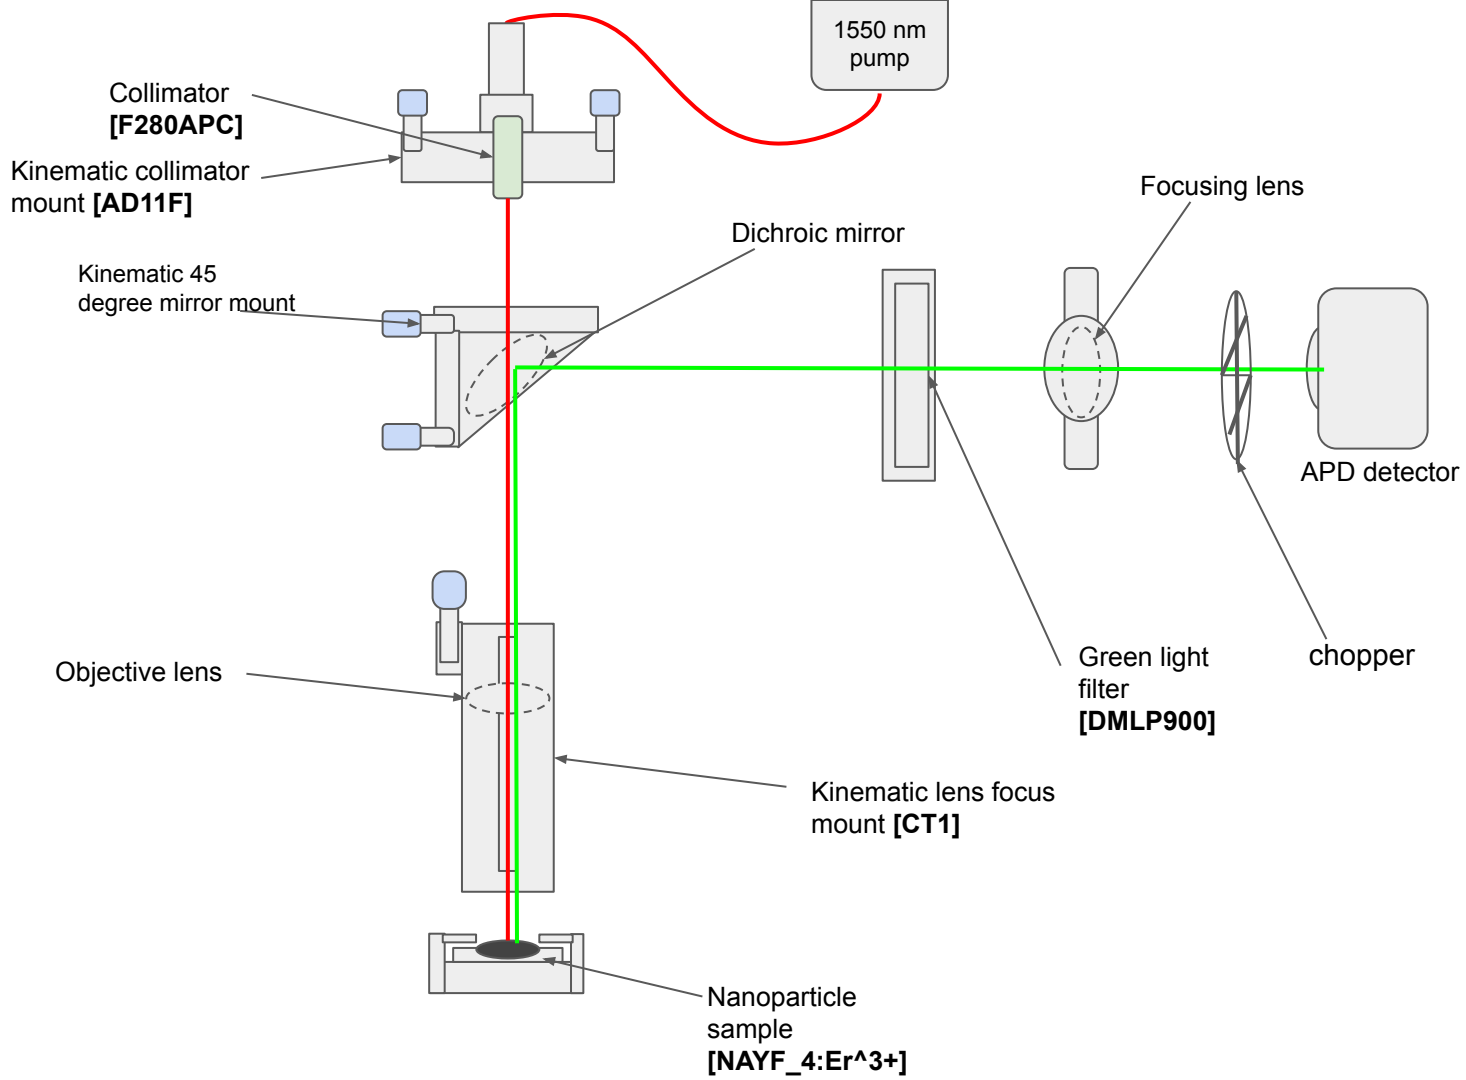 1550 nm
pump
Collimator
[F280APC]
Kinematic collimator
mount [AD11F]
Focusing lens
Dichroic mirror
Kinematic 45
degree mirror mount
APD detector
Objective lens
Green light
filter
[DMLP900]
chopper
Kinematic lens focus
mount [CT1]
Nanoparticle
sample
[NAYF_4:Er^3+]